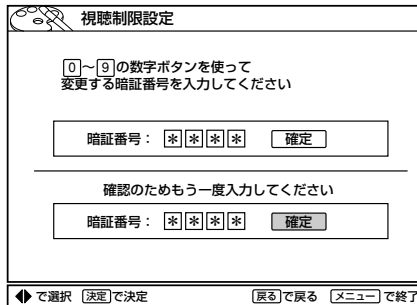 視聴制限設定
0～9の数字ボタンを使って
変更する暗証番号を入力してください
暗証番号： ＊＊＊＊ 確定
確認のためもう一度入力してください
暗証番号： ＊＊＊＊ 確定
で選択 決定で決定 戻るで戻る メニューで終了